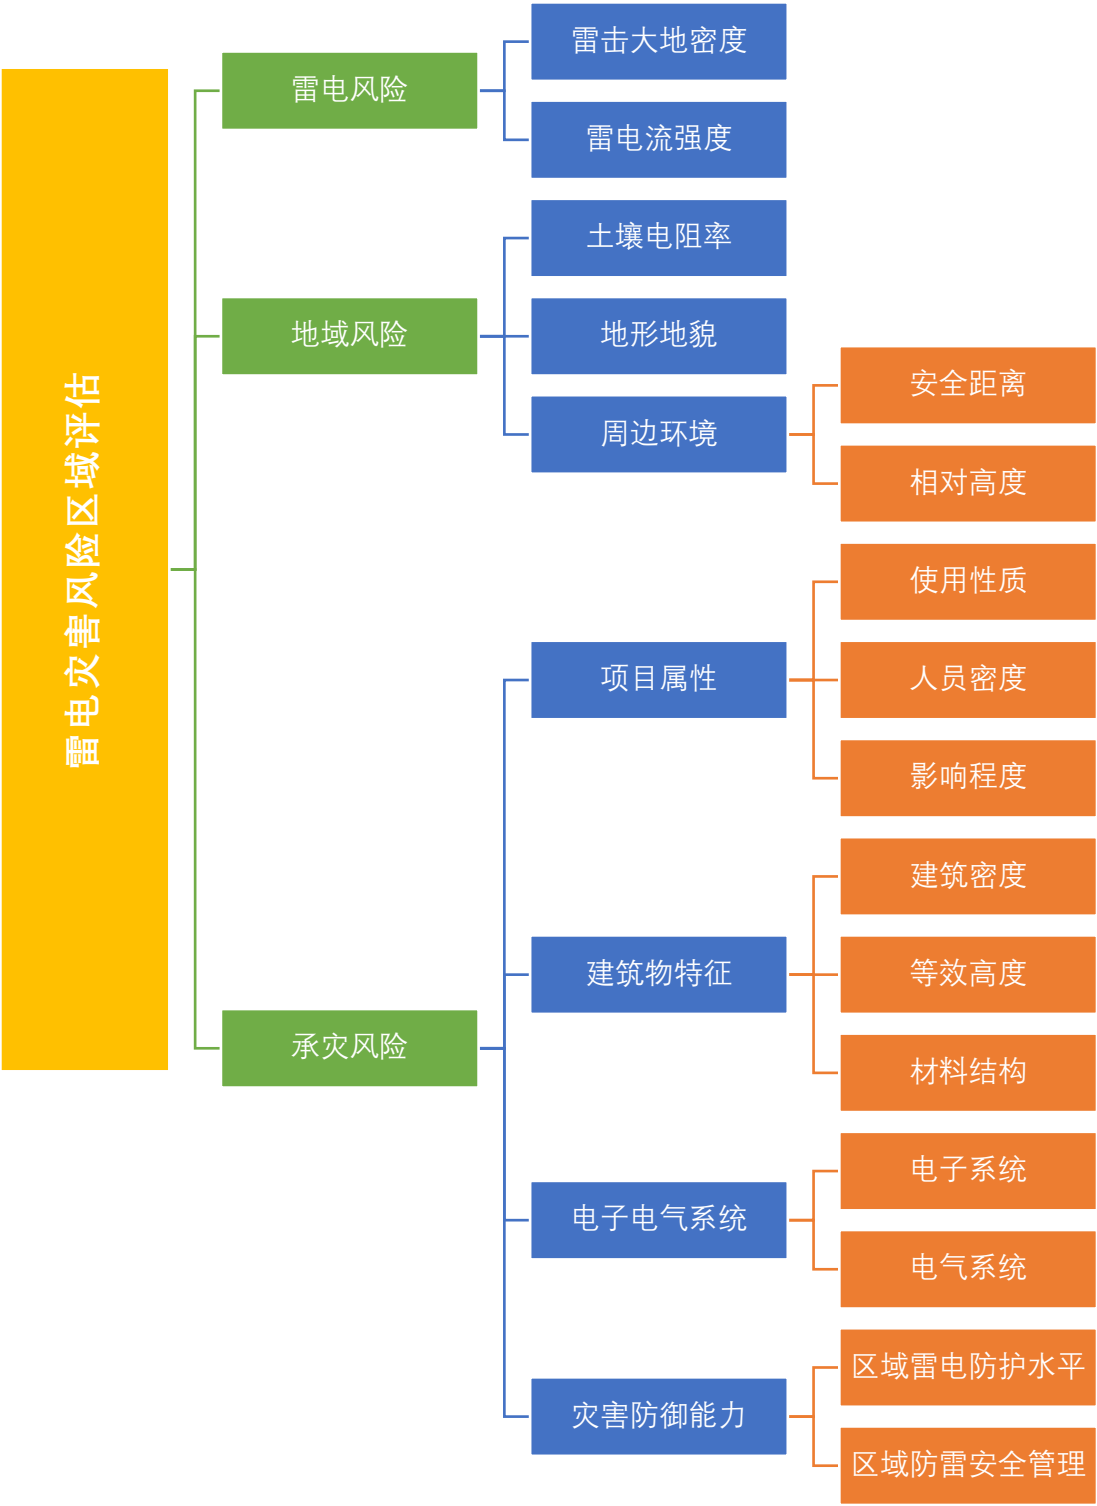 雷电灾害风险区域评估
雷电风险
雷击大地密度
雷电流强度
地域风险
土壤电阻率
地形地貌
周边环境
安全距离
相对高度
承灾风险
项目属性
使用性质
人员密度
影响程度
建筑物特征
建筑密度
等效高度
材料结构
电子电气系统
电子系统
电气系统
灾害防御能力
区域雷电防护水平
区域防雷安全管理